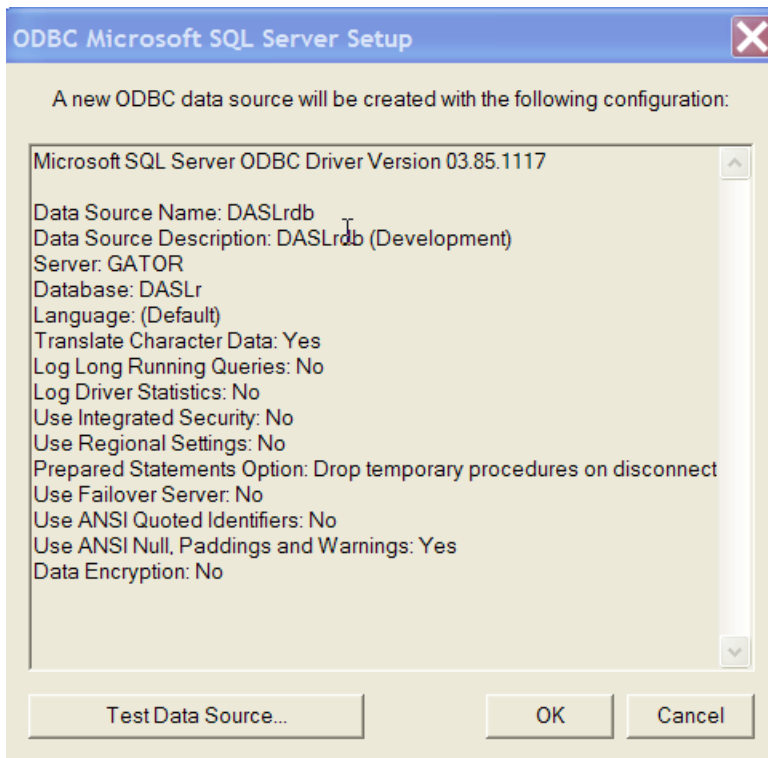 ODBC Microsoft SQL Server Setup
A new ODBC data source will be created with the following configuration:
Microsoft SQL Server ODBC Driver Version 03.85.1117
Data Source Name: DASLrdb
Data Source Description: DASLrdb (Development)
Server: GATOR
Database: DASLr
Language: (Default)
Translate Character Data: Yes
Log Long Running Queries: No
Log Driver Statistics: No
Use Integrated Security: No
Use Regional Settings: No
Prepared Statements Option: Drop temporary procedures on disconnect
Use Failover Server: No
Use ANSI Quoted Identifiers: No
Use ANSI Null, Paddings and Warnings: Yes
Data Encryption: No
Test Data Source... OK Cancel